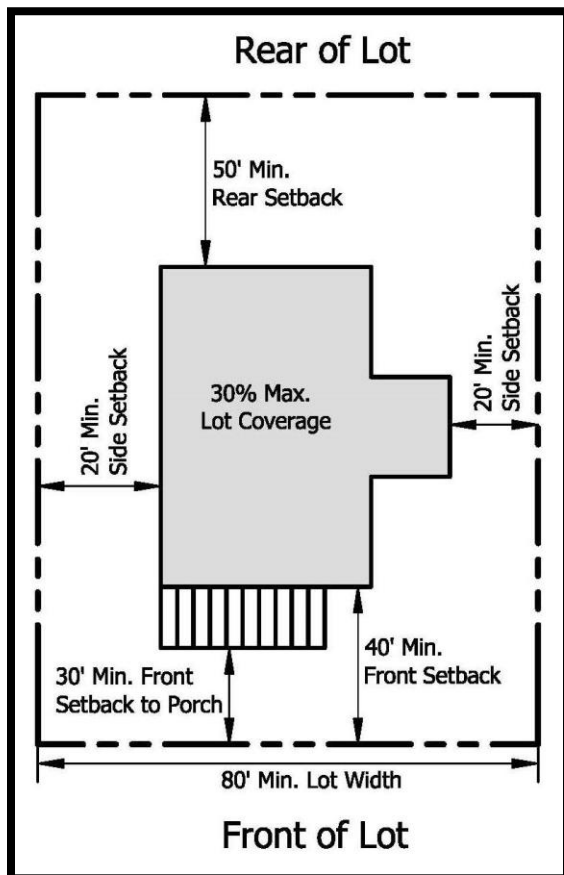 Rear of Lot
50' Min.
Rear Setback
30% Max.
Lot Coverage
20' Min.
Side Setback
20' Min.
Side Setback
30' Min. Front
Setback to Porch
40' Min.
Front Setback
80' Min. Lot Width
Front of Lot